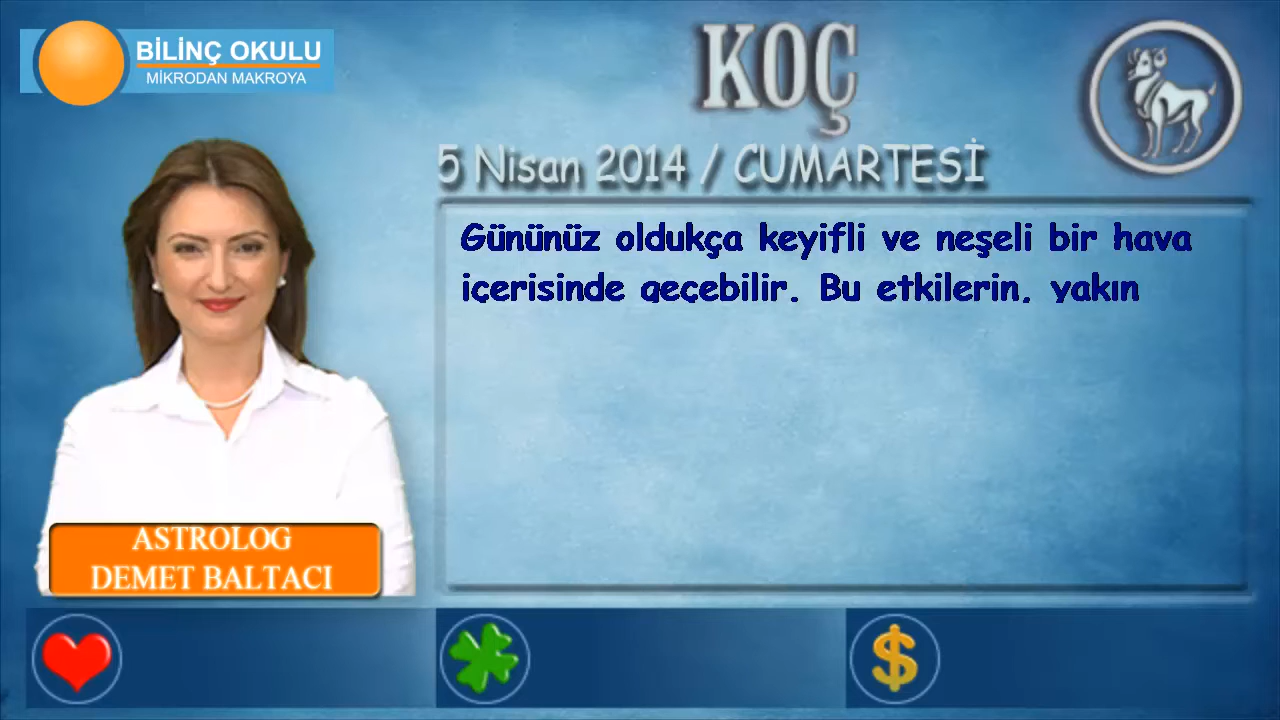 BİLİNÇ OKULU
MİKRODAN MAKROYA
KOÇ
5 Nisan 2014 / CUMARTESİ
Gününüz oldukça keyifli ve neşeli bir hava
içerisinde geçebilir. Bu etkilerin, yakın
ASTROLOG
DEMET BALTACI